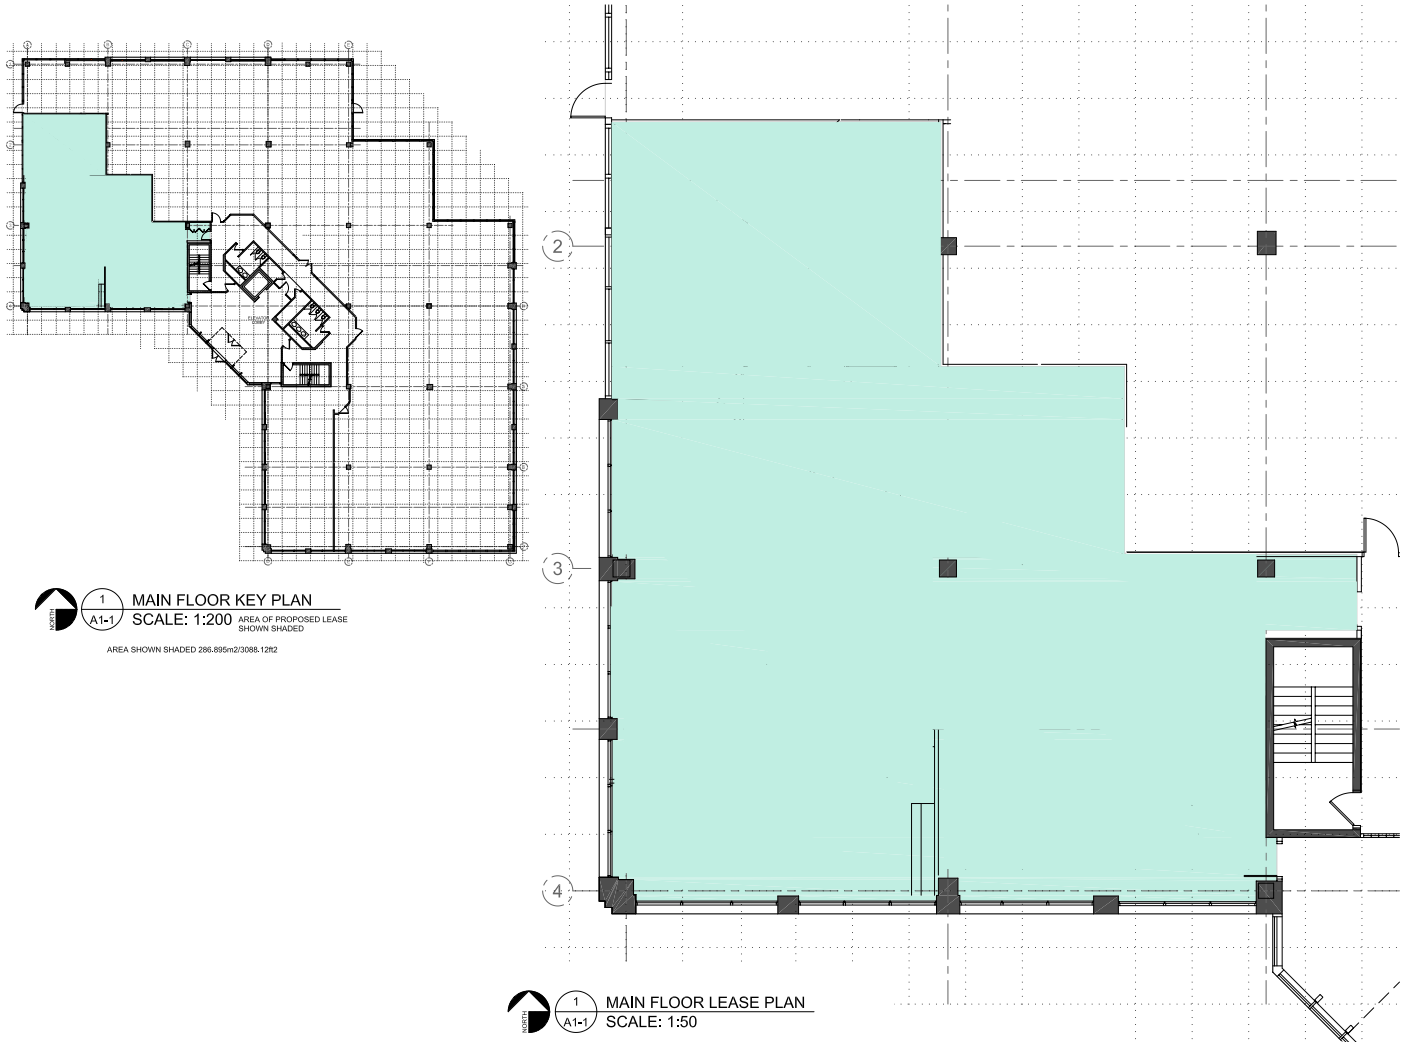 ELEVATOR
LOBBY
NORTH
1
A1-1
MAIN FLOOR KEY PLAN
SCALE: 1:200
AREA OF PROPOSED LEASE
SHOWN SHADED
AREA SHOWN SHADED 286.895m2/3088.12ft2
2
3
4
NORTH
1
A1-1
MAIN FLOOR LEASE PLAN
SCALE: 1:50